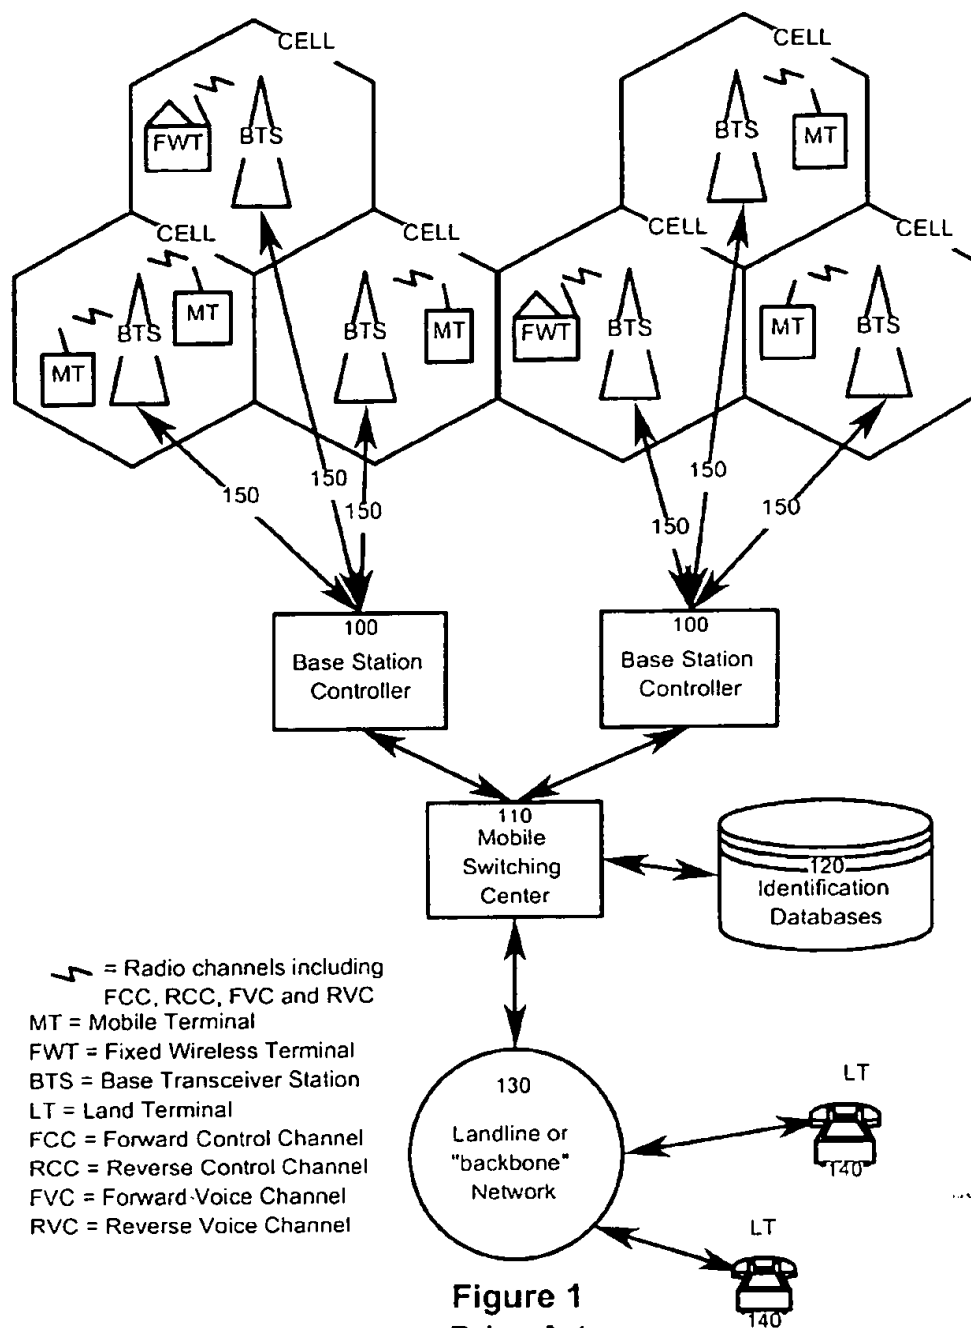 CELL
CELL
FWT
BTS
BTS
MT
CELL
CELL
CELL
CELL
MT
BTS
MT
BTS
MT
FWT
BTS
MT
BTS
150
150
150
150
150
150
100
Base Station
Controller
100
Base Station
Controller
110
Mobile
Switching
Center
120
Identification
Databases
= Radio channels including
FCC, RCC, FVC and RVC
MT = Mobile Terminal
FWT = Fixed Wireless Terminal
BTS = Base Transceiver Station
LT = Land Terminal
FCC = Forward Control Channel
RCC = Reverse Control Channel
FVC = Forward Voice Channel
RVC = Reverse Voice Channel
130
Landline or
"backbone"
Network
LT
140
LT
140
Figure 1